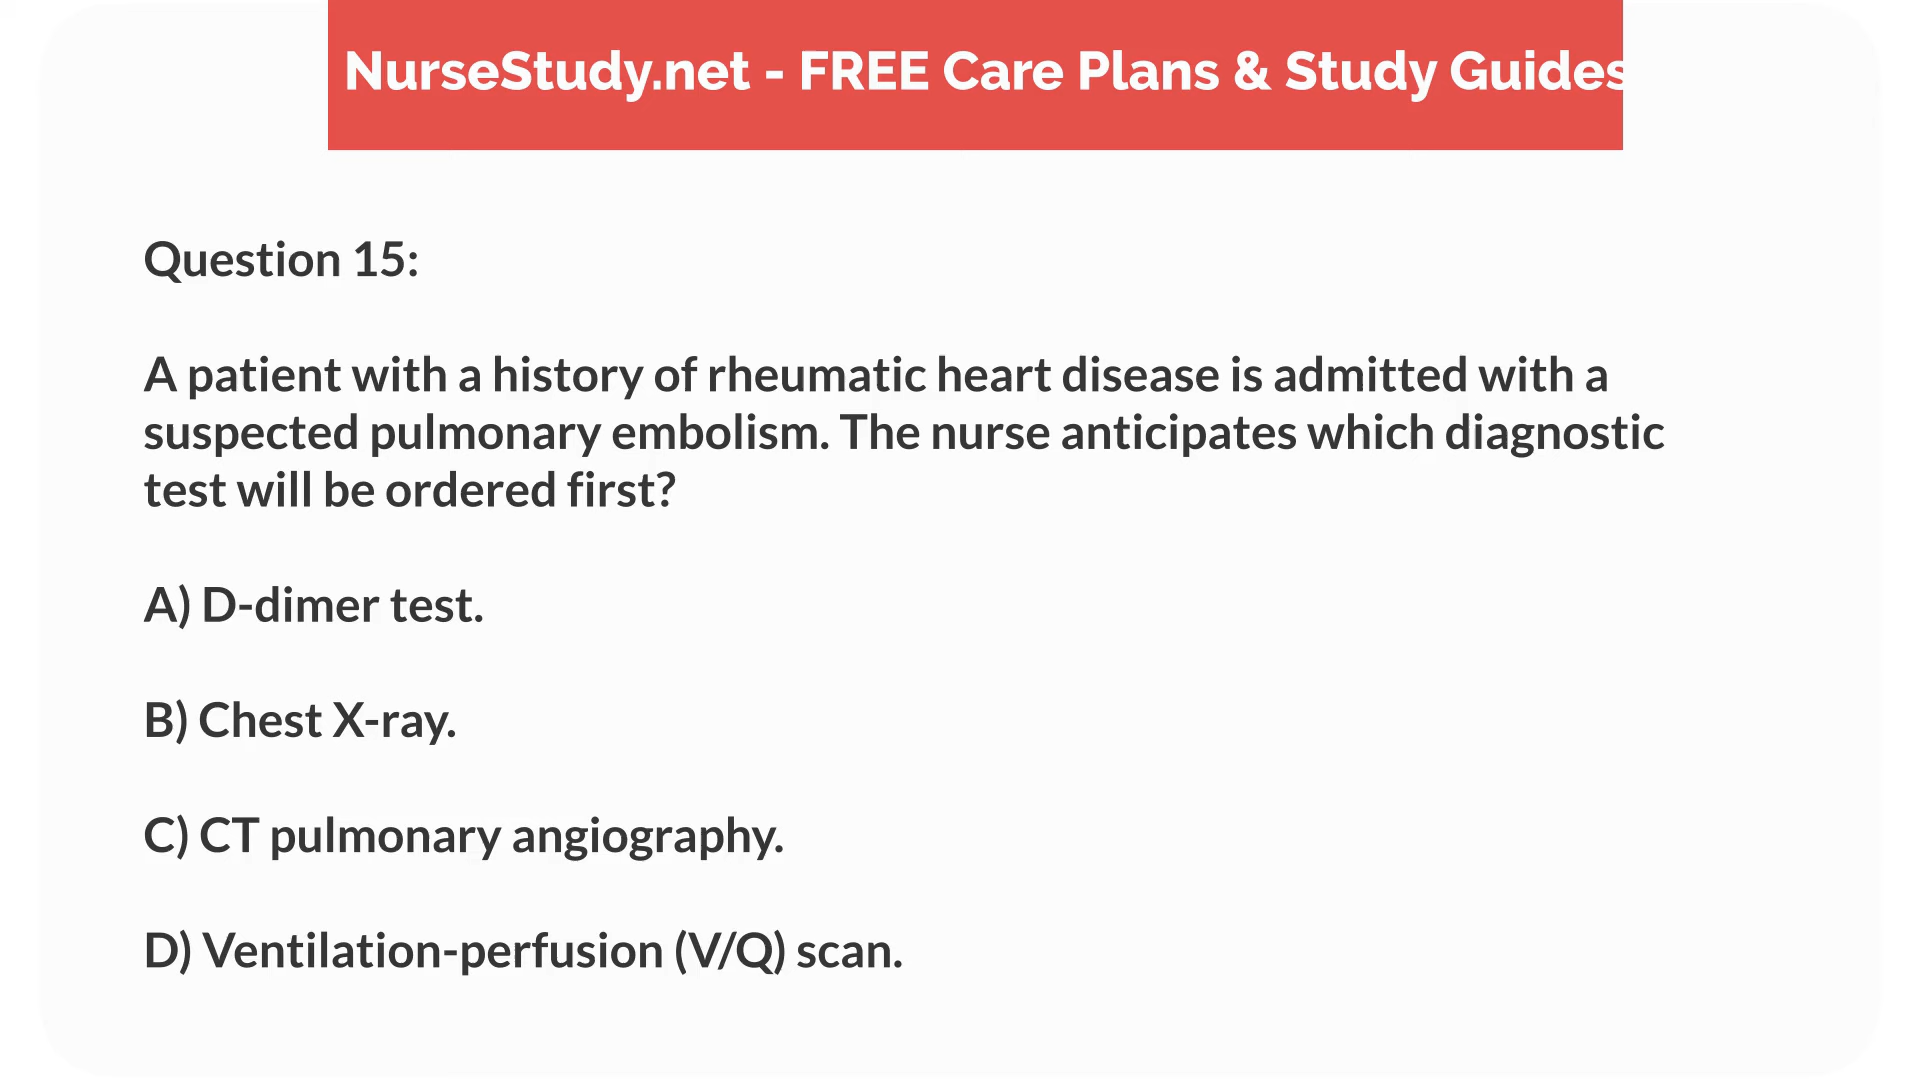 NurseStudy.net - FREE Care Plans & Study Guides
Question 15:
A patient with a history of rheumatic heart disease is admitted with a
suspected pulmonary embolism. The nurse anticipates which diagnostic
test will be ordered first?
A) D-dimer test.
B) Chest X-ray.
C) CT pulmonary angiography.
D) Ventilation-perfusion (V/Q) scan.